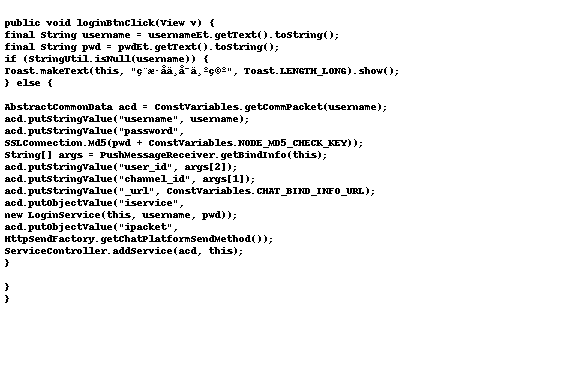 public void loginBtnClick(View v) {
final String username = usernameEt.getText().toString();
final String pwd = pwdEt.getText().toString();
if (StringUtil.isNull(username)) {
Toast.makeText(this, "ç¨æ·åä¸å¯ä¸ºç©º", Toast.LENGTH_LONG).show();
} else {
AbstractCommonData acd = ConstVariables.getCommPacket(username);
acd.putStringValue("username", username);
acd.putStringValue("password",
SSLConnection.Md5(pwd + ConstVariables.NODE_MD5_CHECK_KEY));
String[] args = PushMessageReceiver.getBindInfo(this);
acd.putStringValue("user_id", args[2]);
acd.putStringValue("channel_id", args[1]);
acd.putStringValue("_url", ConstVariables.CHAT_BIND_INFO_URL);
acd.putObjectValue("iservice",
new LoginService(this, username, pwd));
acd.putObjectValue("ipacket",
HttpSendFactory.getChatPlatformSendMethod());
ServiceController.addService(acd, this);
}
}
}